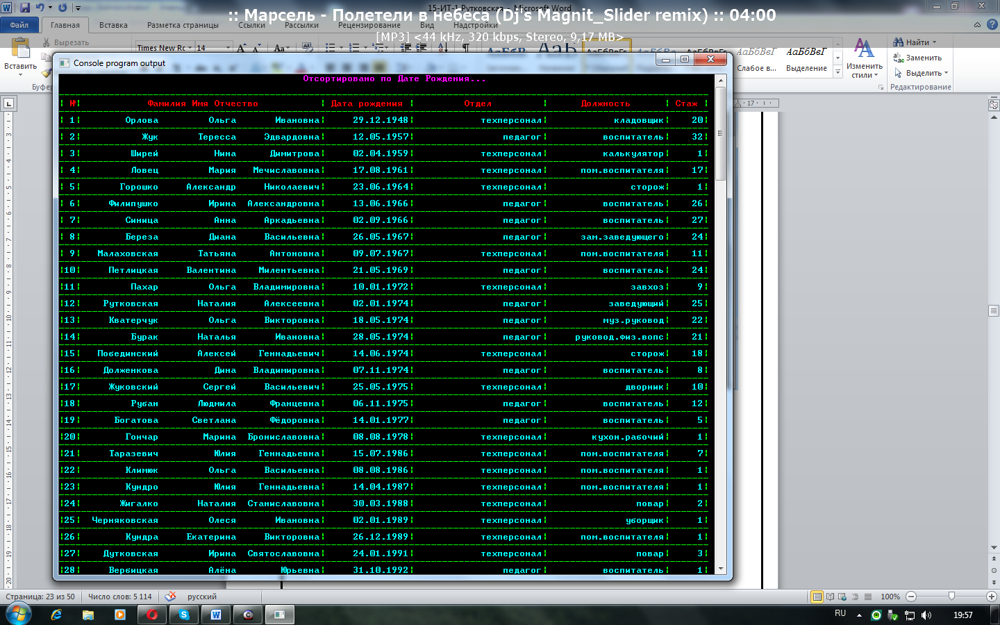 15-ИТ-1 Рутковская - Microsoft Word
:: Марсель - Полетели в небеса (Dj's Magnit_Slider remix) :: 04:00
[MP3] <44 kHz, 320 kbps, Stereo, 9,17 MB>
Файл Главная Вставка Разметка страницы Ссылки Рассылки Рецензирование Вид Надстройки
Вырезать
Вставить
Times New Rc 14
Слабое в... Выделение
Изменить стили
Найти
Заменить
Выделить
Редактирование
Console program output
Отсортировано по Дате Рождения...
№ Фамилия Имя Отчество Дата рождения Отдел Должность Стаж
1 Орлова Ольга Ивановна 29.12.1948 техперсонал кладовщик 20
2 Жук Тересса Эдвардовна 12.05.1957 педагог воспитатель 32
3 Ширей Нина Димитрова 02.04.1959 техперсонал калькулятор 1
4 Ловец Мария Мечиславовна 17.08.1961 техперсонал пом.воспитателя 17
5 Горошко Александр Николаевич 23.06.1964 техперсонал сторож 1
6 Филипушко Ирина Александровна 13.06.1966 педагог воспитатель 26
7 Синица Анна Аркадьевна 02.09.1966 педагог воспитатель 27
8 Береза Диана Васильевна 26.05.1967 педагог зам.заведующего 24
9 Малаховская Татьяна Антоновна 09.07.1967 техперсонал пом.воспитателя 11
10 Петлицкая Валентина Милентьевна 21.05.1969 педагог воспитатель 24
11 Пахар Ольга Владимировна 10.01.1972 техперсонал завхоз 9
12 Рутковская Наталия Алексеевна 02.01.1974 педагог заведующий 25
13 Кватерчук Ольга Викторовна 18.05.1974 педагог муз.руковод 22
14 Бурак Наталья Ивановна 28.05.1974 педагог руковод.физ.вопс 21
15 Побединский Алексей Геннадьевич 14.06.1974 техперсонал сторож 18
16 Долженкова Дина Владимировна 07.11.1974 педагог воспитатель 8
17 Жуковский Сергей Васильевич 25.05.1975 техперсонал дворник 10
18 Рубан Людмила Францевна 06.11.1975 педагог воспитатель 12
19 Богатова Светлана Фёдоровна 14.01.1977 педагог воспитатель 5
20 Гончар Марина Брониславовна 08.08.1978 техперсонал кухон.рабочий 1
21 Таразевич Юлия Геннадьевна 15.07.1986 техперсонал пом.воспитателя 7
22 Климюк Ольга Васильевна 08.08.1986 техперсонал пом.воспитателя 1
23 Кундро Юлия Геннадьевна 14.04.1987 техперсонал пом.воспитателя 1
24 Жигалко Наталия Станиславовна 30.03.1988 техперсонал повар 2
25 Черняковская Олеся Ивановна 02.01.1989 техперсонал уборщик 1
26 Кундра Екатерина Викторовна 26.12.1989 техперсонал пом.воспитателя 1
27 Дутковская Ирина Святославовна 24.01.1991 техперсонал повар 3
28 Вербицкая Алёна Юрьевна 31.10.1992 педагог воспитатель 1
Страница: 23 из 50 Число слов: 5 114 русский 100%
RU 19:57